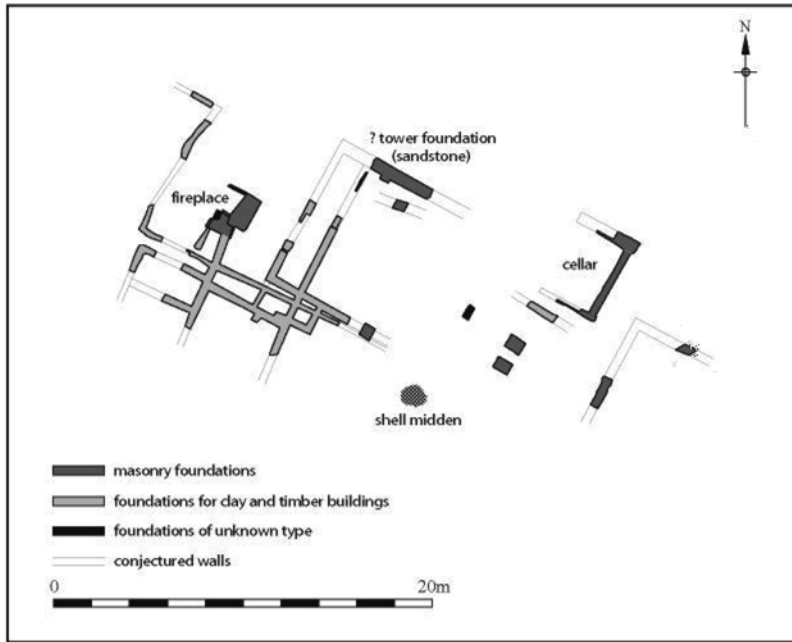 N
? tower foundation
(sandstone)
fireplace
cellar
shell midden
masonry foundations
foundations for clay and timber buildings
foundations of unknown type
conjectured walls
0 20m